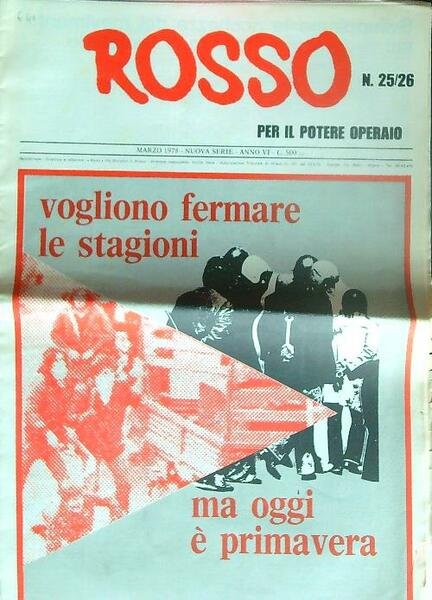 ROSSO
N. 25/26
PER IL POTERE OPERAIO
MARZO 1978 - NUOVA SERIE - ANNO VI - L. 500
vogliono fermare
le stagioni
ma oggi
è primavera